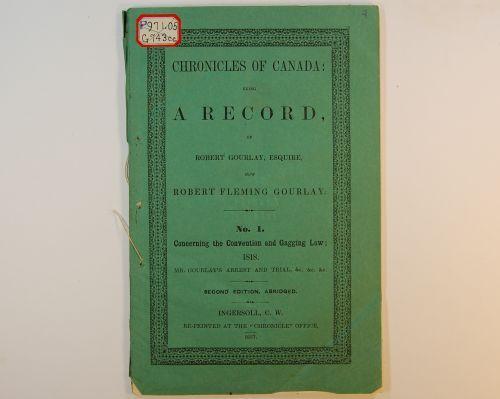 P971.05
G743cc
CHRONICLES OF CANADA:
BEING
A RECORD,
OF
ROBERT GOURLAY, ESQUIRE,
NOW
ROBERT FLEMING GOURLAY.
No. 1.
Concerning the Convention and Gagging Law;
1818.
MR. GOURLAY'S ARREST AND TRIAL, &c. &c. &c.
SECOND EDITION, ABRIDGED.
INGERSOLL, C. W.
RE-PRINTED AT THE "CHRONICLE" OFFICE,
1857.